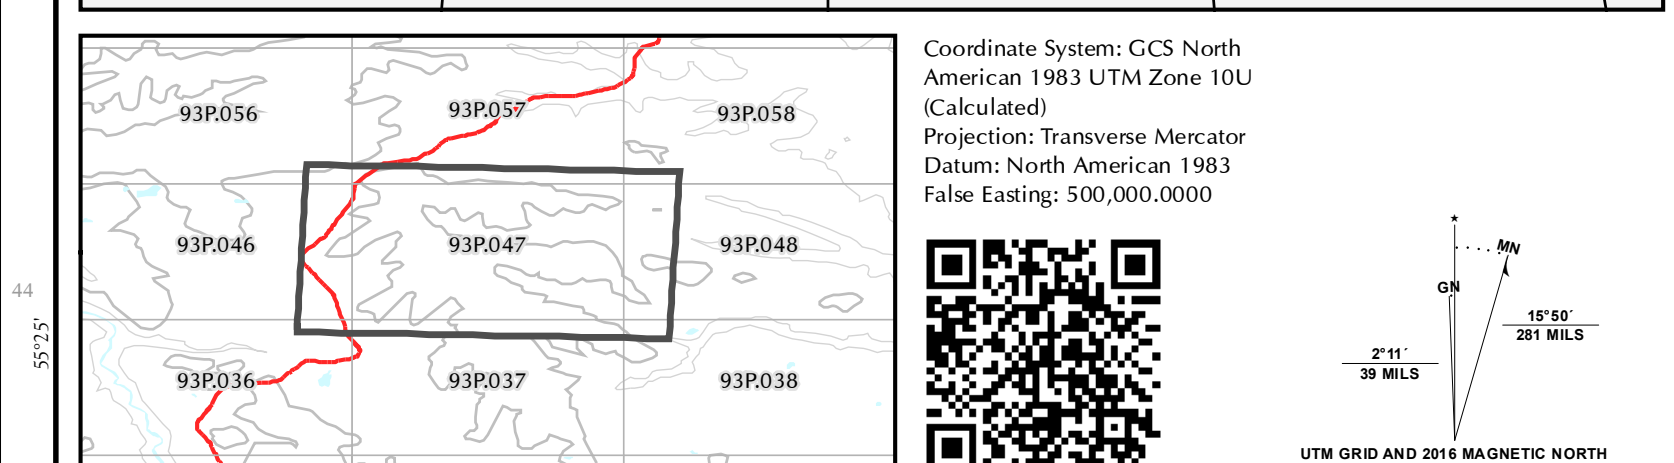 93P.056
93P.057
93P.058
93P.046
93P.047
93P.048
93P.036
93P.037
93P.038
44
55°25'
Coordinate System: GCS North
American 1983 UTM Zone 10U
(Calculated)
Projection: Transverse Mercator
Datum: North American 1983
False Easting: 500,000.0000
MN
GN
15°50´
281 MILS
2°11´
39 MILS
UTM GRID AND 2016 MAGNETIC NORTH